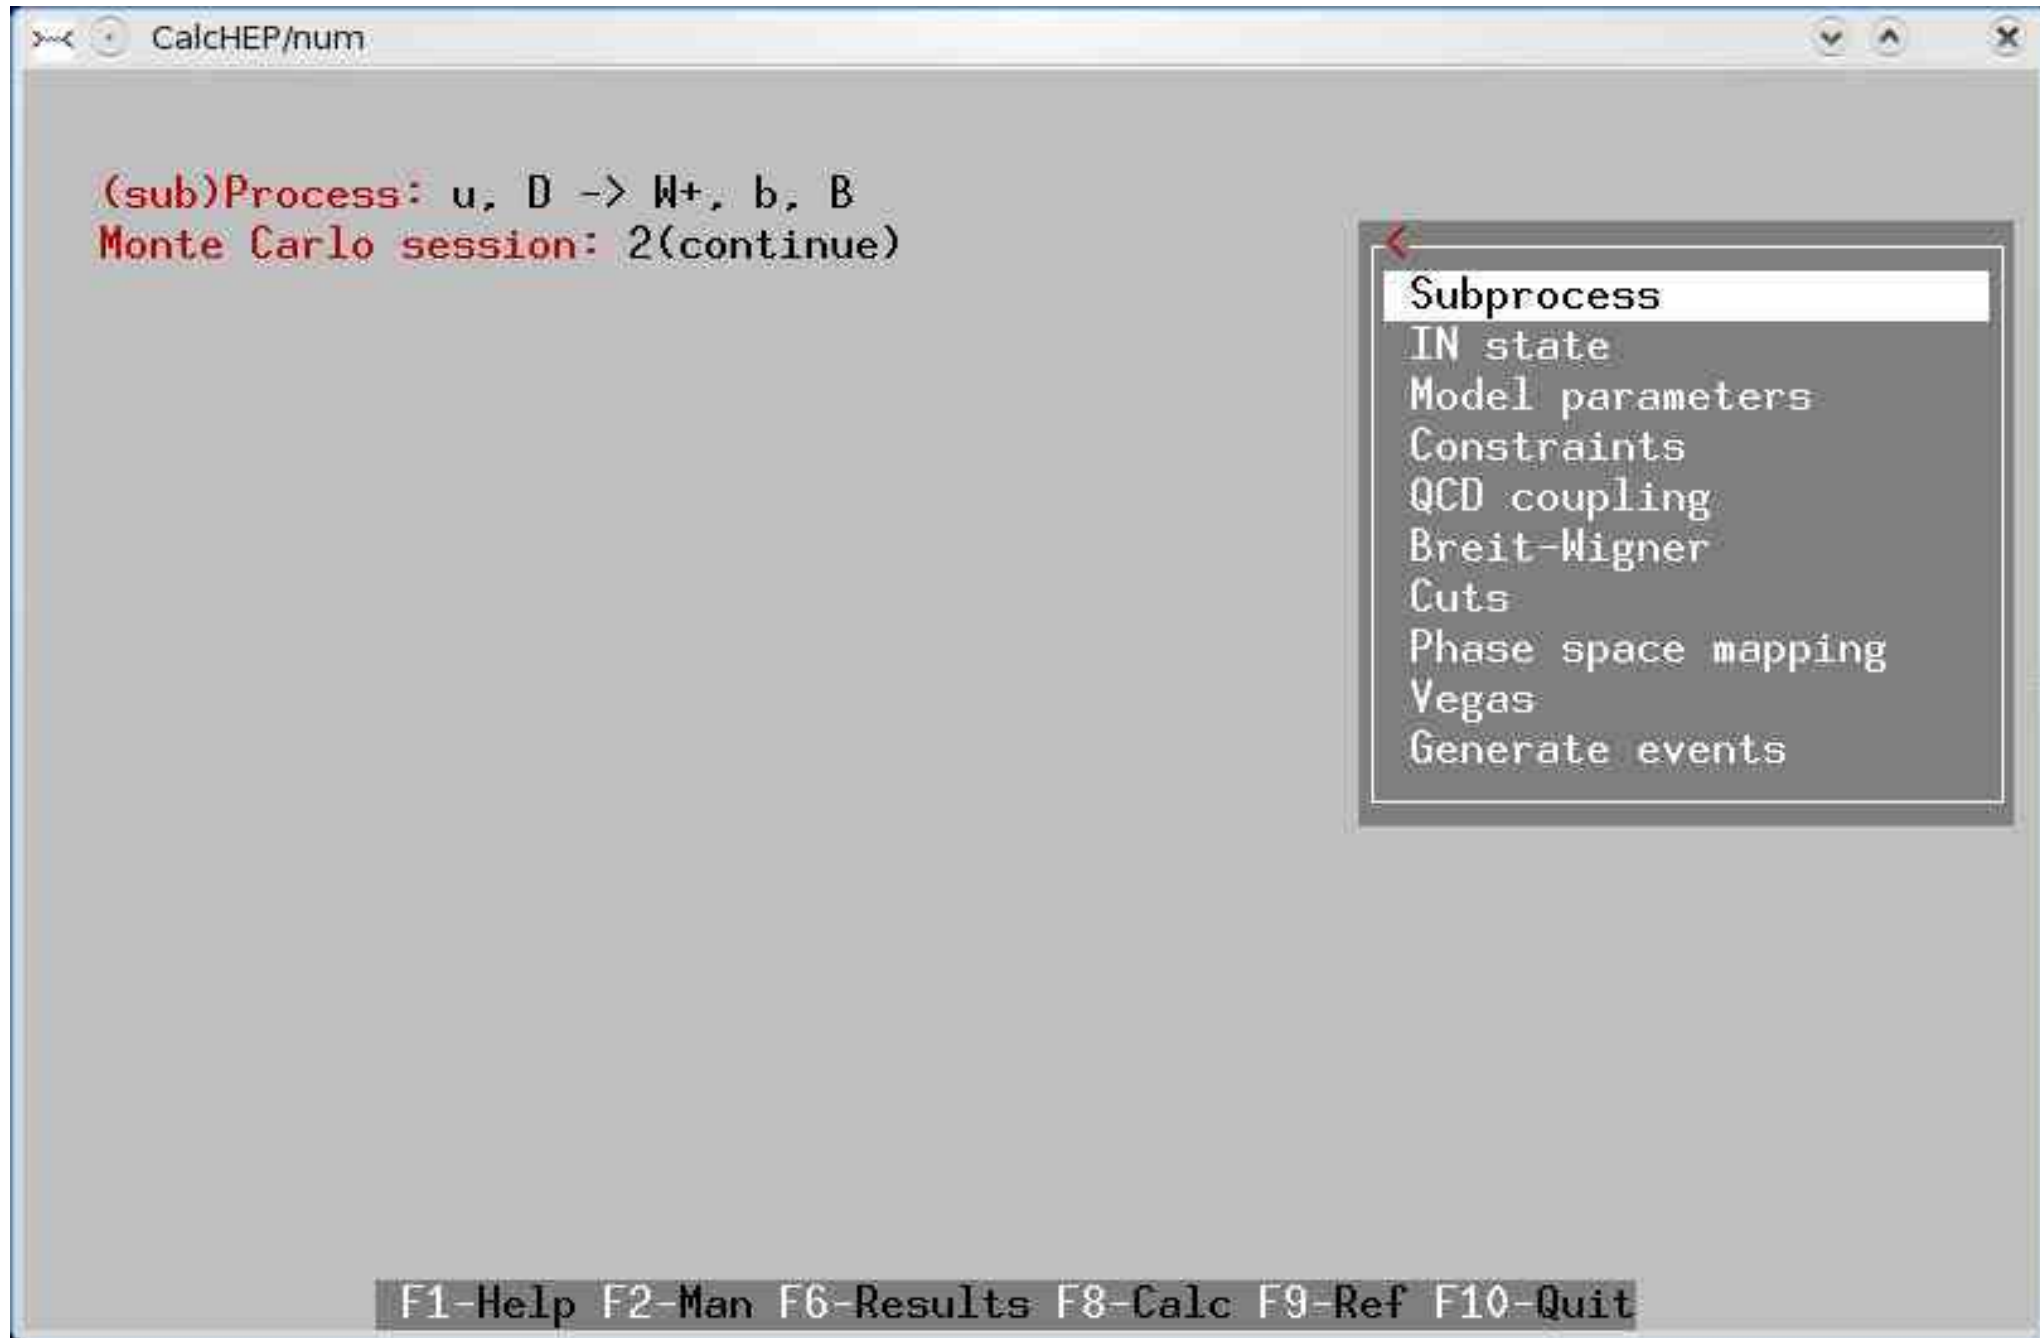 CalcHEP/num
(sub)Process: u, D -> W+, b, B
Monte Carlo session: 2(continue)
<
Subprocess
IN state
Model parameters
Constraints
QCD coupling
Breit-Wigner
Cuts
Phase space mapping
Vegas
Generate events
F1-Help F2-Man F6-Results F8-Calc F9-Ref F10-Quit